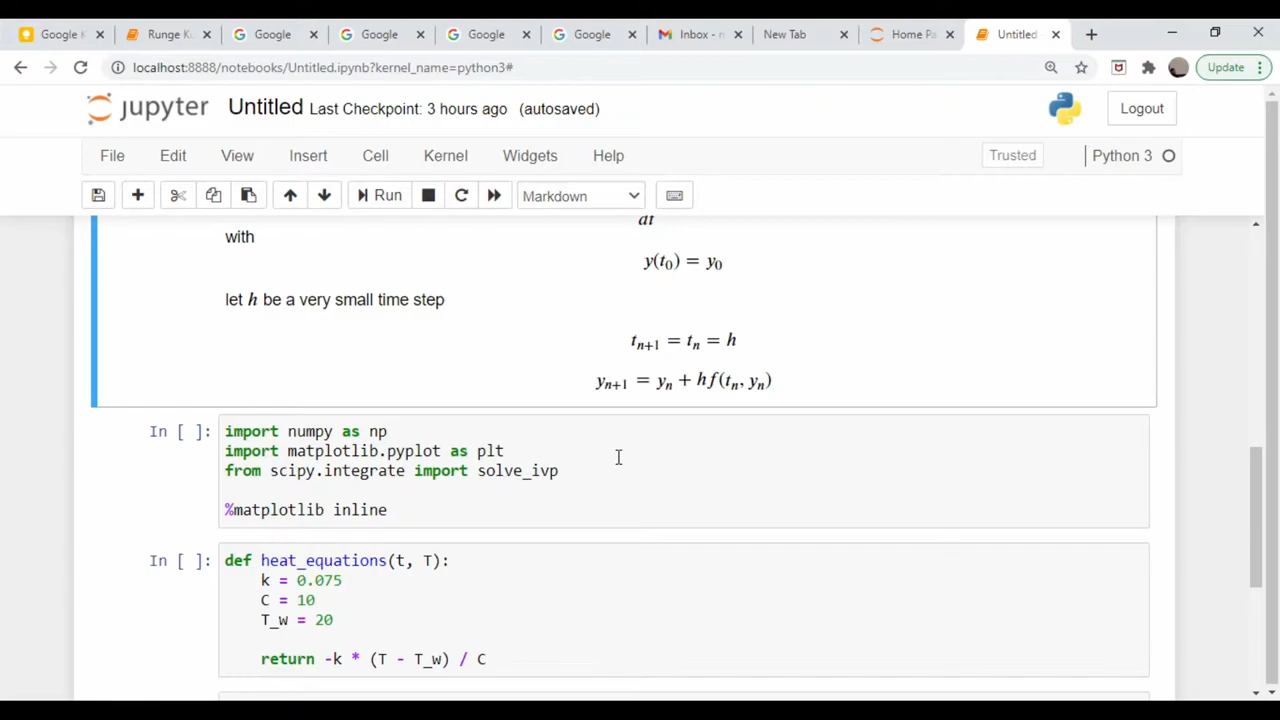 Google K
Runge Ku
Google
Google
Google
Google
Inbox - n
New Tab
Home Pa
Untitled
localhost:8888/notebooks/Untitled.ipynb?kernel_name=python3#
Update
jupyter Untitled Last Checkpoint: 3 hours ago (autosaved)
Logout
File Edit View Insert Cell Kernel Widgets Help
Trusted
Python 3
Run
Markdown
dt
with
y(t₀) = y₀
let h be a very small time step
tₙ₊₁ = tₙ = h
yₙ₊₁ = yₙ + hf(tₙ, yₙ)
In [ ]:
import numpy as np
import matplotlib.pyplot as plt
from scipy.integrate import solve_ivp
%matplotlib inline
In [ ]:
def heat_equations(t, T):
    k = 0.075
    C = 10
    T_w = 20
    return -k * (T - T_w) / C